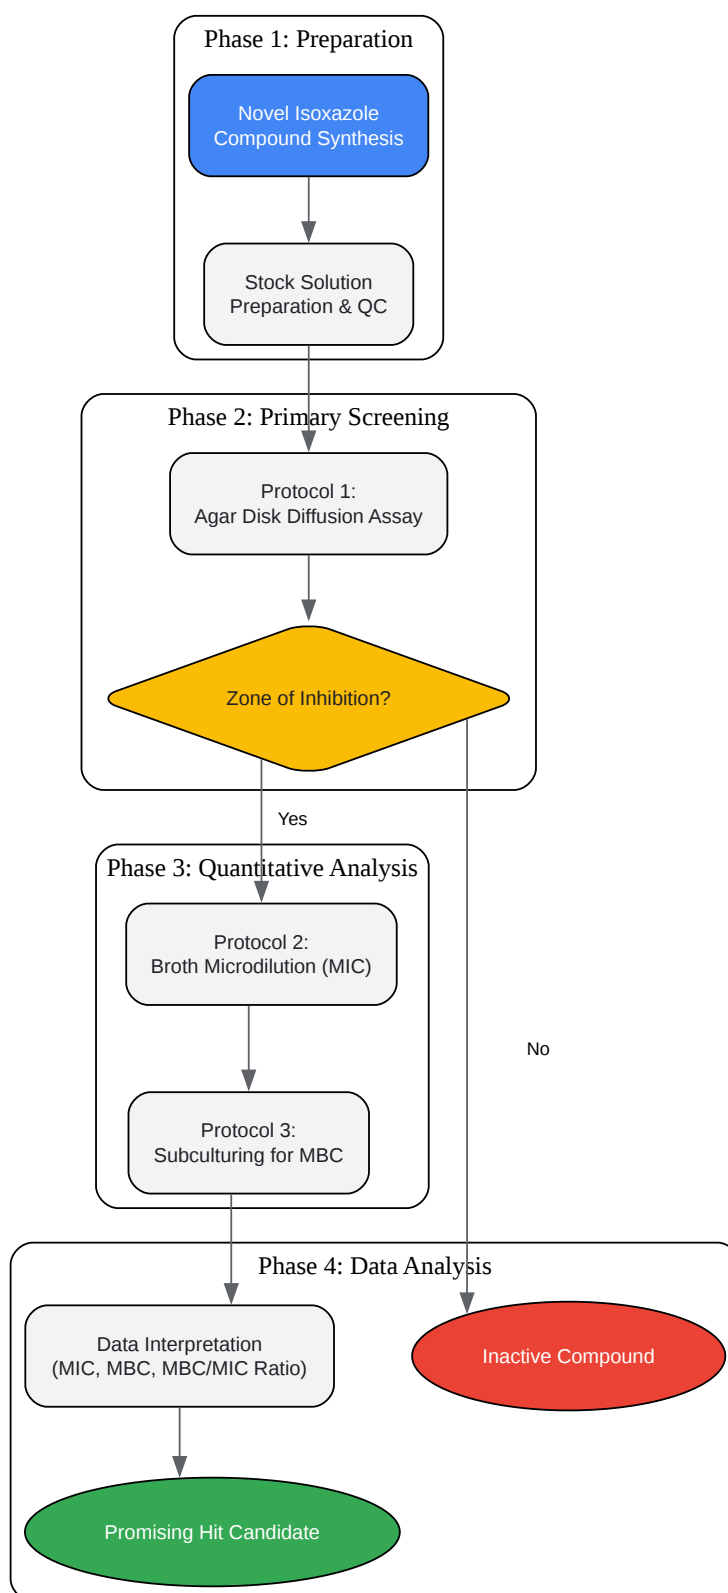 Phase 1: Preparation
Novel Isoxazole
Compound Synthesis
Stock Solution
Preparation & QC
Phase 2: Primary Screening
Protocol 1:
Agar Disk Diffusion Assay
Zone of Inhibition?
Yes
Phase 3: Quantitative Analysis
Protocol 2:
Broth Microdilution (MIC)
No
Protocol 3:
Subculturing for MBC
Phase 4: Data Analysis
Data Interpretation
(MIC, MBC, MBC/MIC Ratio)
Inactive Compound
Promising Hit Candidate